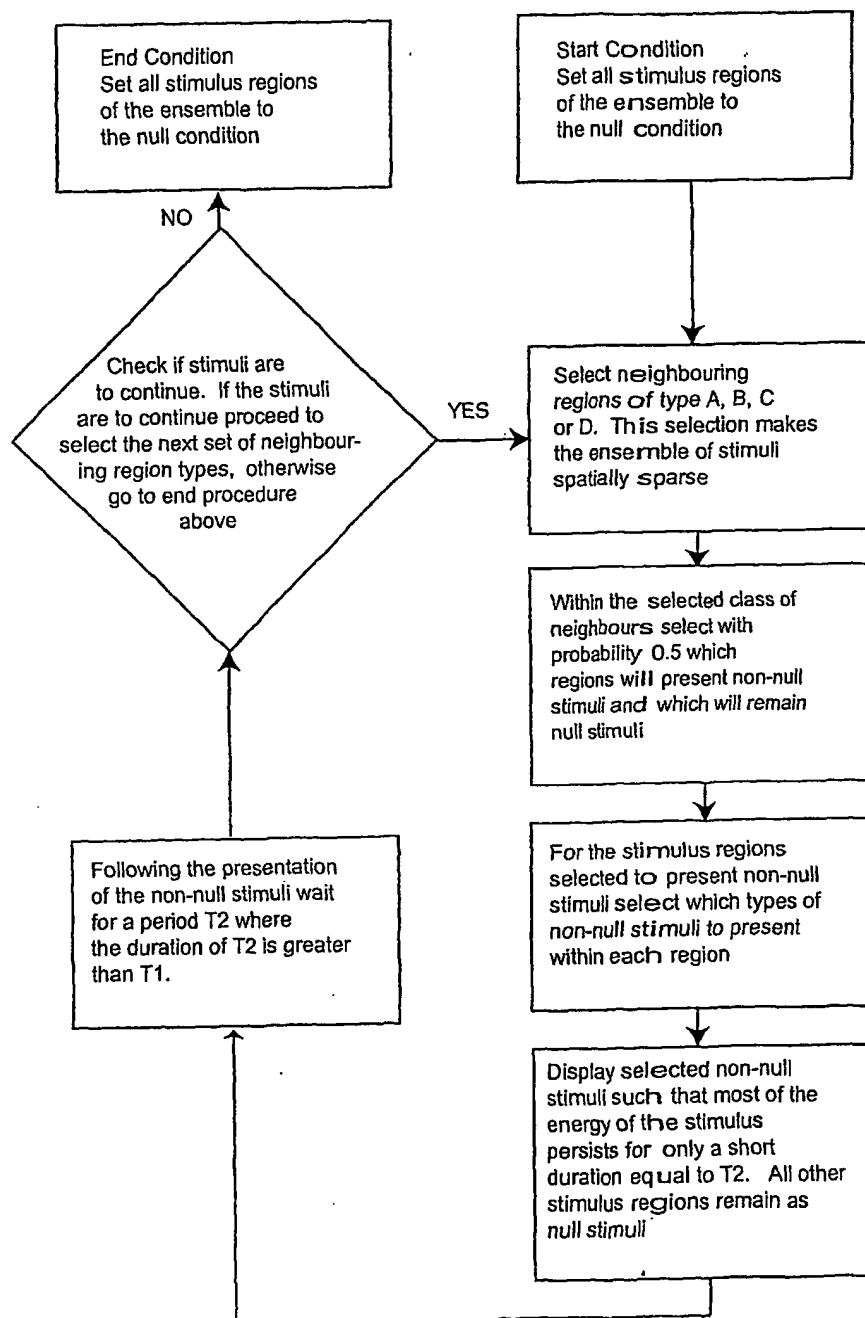 Start Condition
Set all stimulus regions
of the ensemble to
the null condition
Select neighbouring
regions of type A, B, C
or D. This selection makes
the ensemble of stimuli
spatially sparse
Within the selected class of
neighbours select with
probability 0.5 which
regions will present non-null
stimuli and which will remain
null stimuli
For the stimulus regions
selected to present non-null
stimuli select which types of
non-null stimuli to present
within each region
Display selected non-null
stimuli such that most of the
energy of the stimulus
persists for only a short
duration equal to T2. All other
stimulus regions remain as
null stimuli
Following the presentation
of the non-null stimuli wait
for a period T2 where
the duration of T2 is greater
than T1.
Check if stimuli are
to continue. If the stimuli
are to continue proceed to
select the next set of neighbour-
ing region types, otherwise
go to end procedure
above
YES
NO
End Condition
Set all stimulus regions
of the ensemble to
the null condition